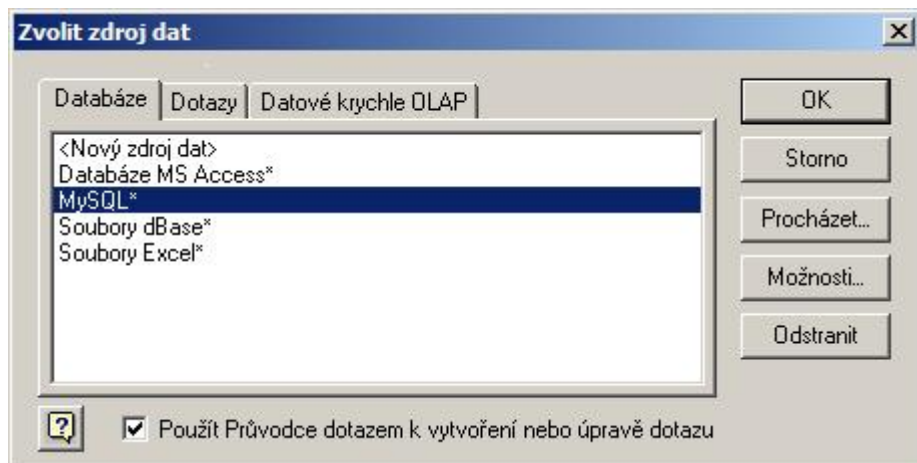 Zvolit zdroj dat
Databáze Dotazy Datové krychle OLAP
<Nový zdroj dat>
Databáze MS Access*
MySQL*
Soubory dBase*
Soubory Excel*
OK
Storno
Procházet...
Možnosti...
Odstranit
Použít Průvodce dotazem k vytvoření nebo úpravě dotazu